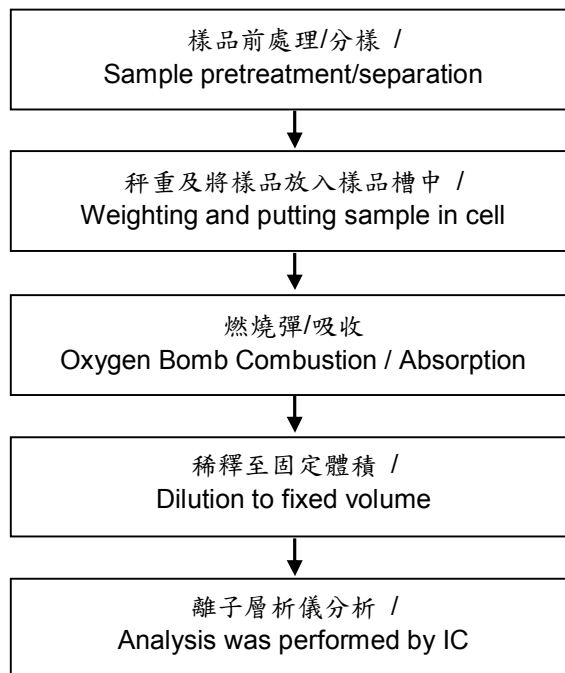 樣品前處理/分樣 /
Sample pretreatment/separation
秤重及將樣品放入樣品槽中 /
Weighting and putting sample in cell
燃燒彈/吸收
Oxygen Bomb Combustion / Absorption
稀釋至固定體積 /
Dilution to fixed volume
離子層析儀分析 /
Analysis was performed by IC